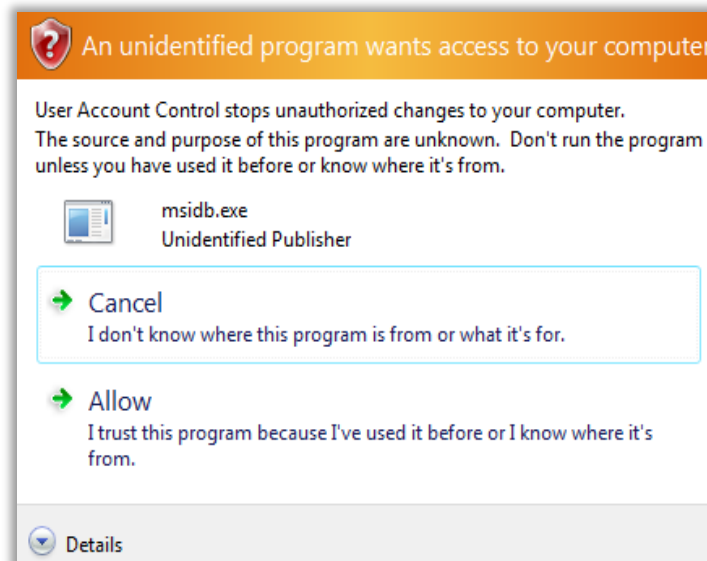 An unidentified program wants access to your computer
User Account Control stops unauthorized changes to your computer.
The source and purpose of this program are unknown.  Don't run the program
unless you have used it before or know where it's from.
msidb.exe
Unidentified Publisher
Cancel
I don't know where this program is from or what it's for.
Allow
I trust this program because I've used it before or I know where it's
from.
Details